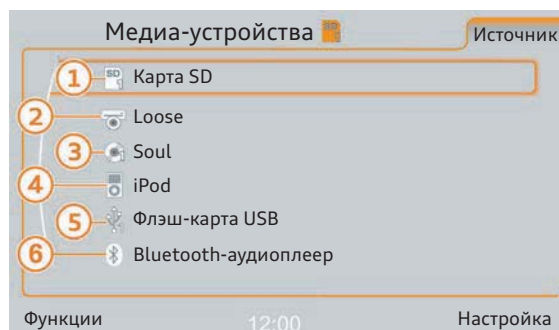 Медиа-устройства
Источник
1 Карта SD
2 Loose
3 Soul
4 iPod
5 Флэш-карта USB
6 Bluetooth-аудиоплеер
Функции 12:00 Настройка